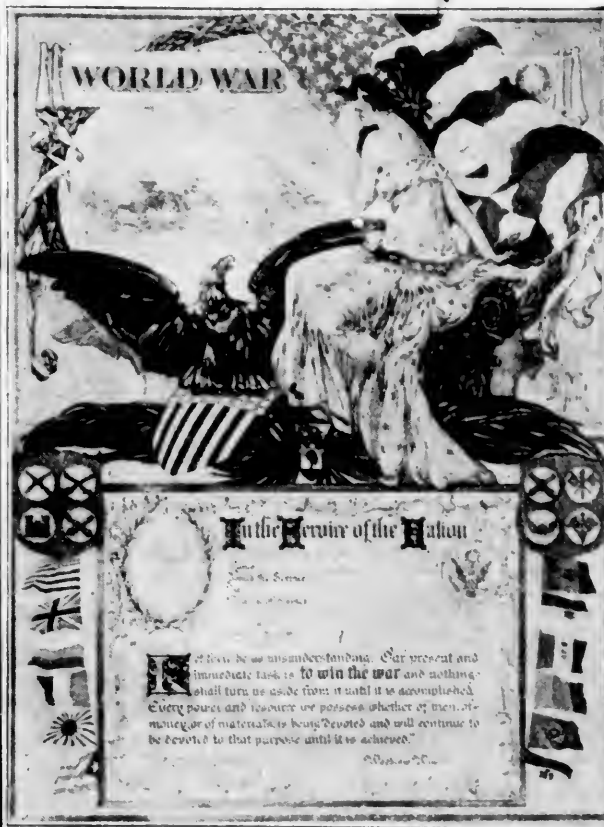 WORLD WAR
In the Service of the Nation
Let there be no misunderstanding. Our present and
immediate task is to win the war and nothing
shall turn us aside from it until it is accomplished.
Every power and resource we possess whether of men, of
money, or of materials, is being devoted and will continue to
be devoted to that purpose until it is achieved."